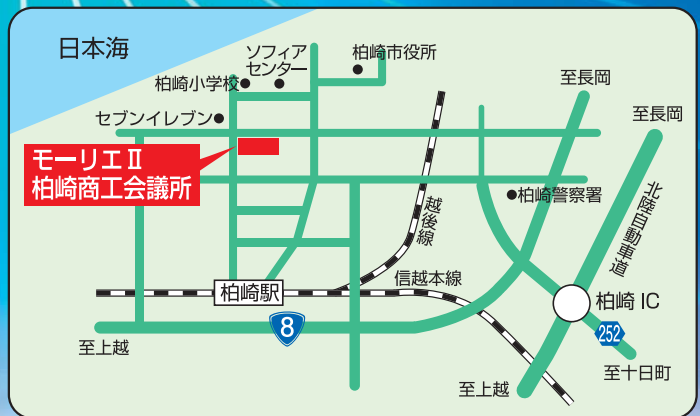 日本海
ソフィア
センター
柏崎市役所
柏崎小学校
至長岡
至長岡
セブンイレブン
モーリエⅡ
柏崎商工会議所
柏崎警察署
越後線
北陸自動車道
信越本線
柏崎駅
柏崎 IC
8
252
至上越
至十日町
至上越